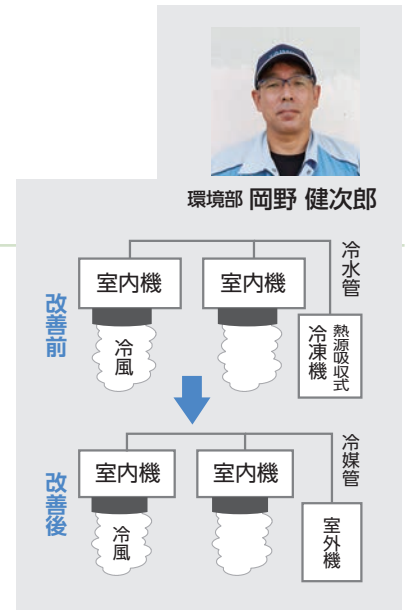 環境部 岡野 健次郎
改善前
室内機
室内機
冷水管
冷風
熱源吸収式
冷凍機
改善後
室内機
室内機
冷媒管
冷風
室外機